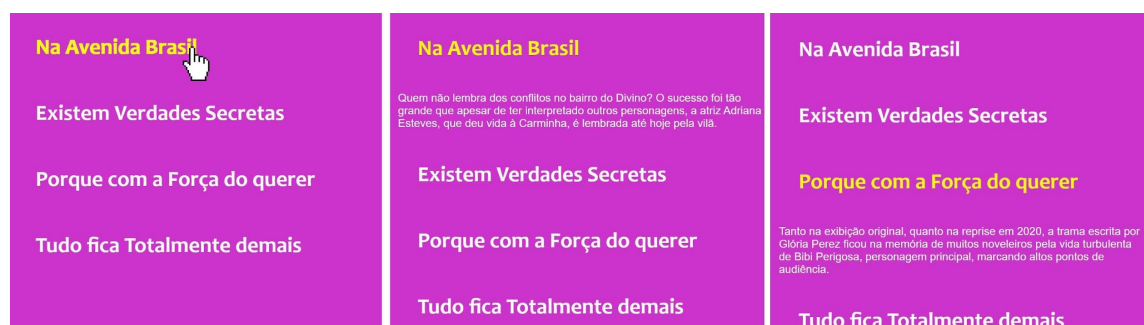 Na Avenida Brasil
Existem Verdades Secretas
Porque com a Força do querer
Tudo fica Totalmente demais
Na Avenida Brasil
Quem não lembra dos conflitos no bairro do Divino? O sucesso foi tão
grande que apesar de ter interpretado outros personagens, a atriz Adriana
Esteves, que deu vida à Carminha, é lembrada até hoje pela vilã.
Existem Verdades Secretas
Porque com a Força do querer
Tudo fica Totalmente demais
Na Avenida Brasil
Existem Verdades Secretas
Porque com a Força do querer
Tanto na exibição original, quanto na reprise em 2020, a trama escrita por
Glória Perez ficou na memória de muitos noveleiros pela vida turbulenta
de Bibi Perigosa, personagem principal, marcando altos pontos de
audiência.
Tudo fica Totalmente demais